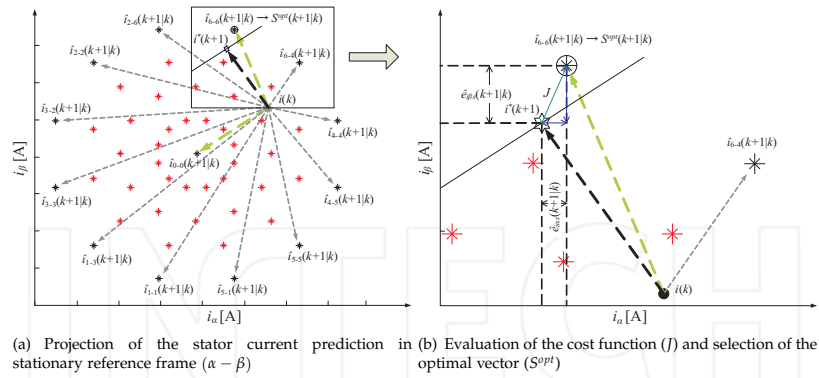 î2-6(k+1|k)
î6-6(k+1|k) → Sᵒᵖᵗ(k+1|k)
i*(k+1)
î2-2(k+1|k)
î6-4(k+1|k)
î3-2(k+1|k)
i(k)
î4-4(k+1|k)
î0-0(k+1|k)
î3-3(k+1|k)
î4-5(k+1|k)
î1-3(k+1|k)
î5-5(k+1|k)
î1-1(k+1|k)
î5-1(k+1|k)
iβ [A]
iα [A]
(a) Projection of the stator current prediction in
stationary reference frame (α − β)
î6-6(k+1|k) → Sᵒᵖᵗ(k+1|k)
êiβs(k+1|k)
J
i*(k+1)
î6-4(k+1|k)
êiαs(k+1|k)
i(k)
iβ [A]
iα [A]
(b) Evaluation of the cost function (J) and selection of the
optimal vector (Sᵒᵖᵗ)
INTECH